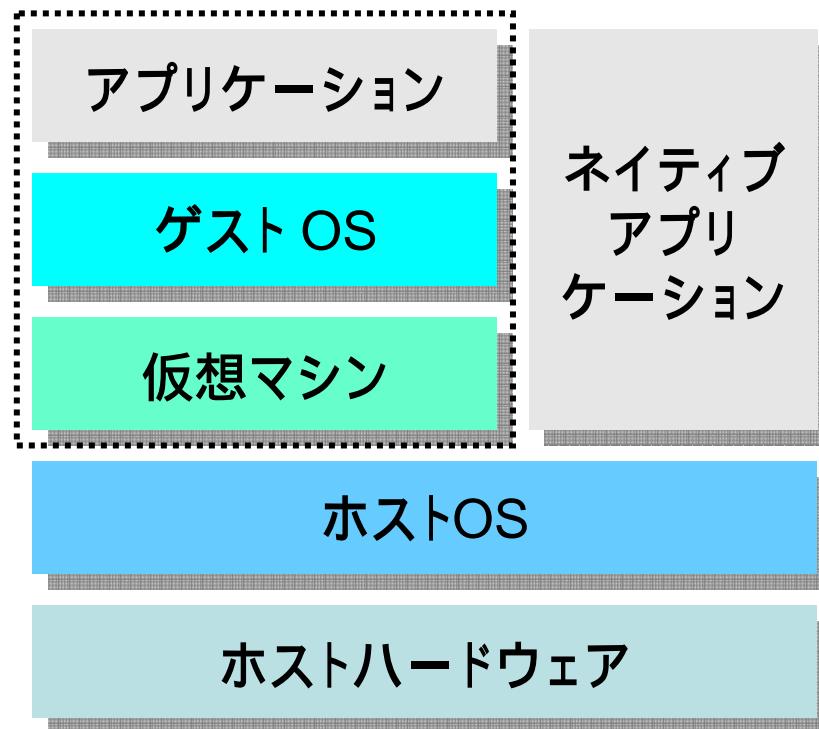 アプリケーション
ゲスト OS
仮想マシン
ネイティブ
アプリ
ケーション
ホストOS
ホストハードウェア